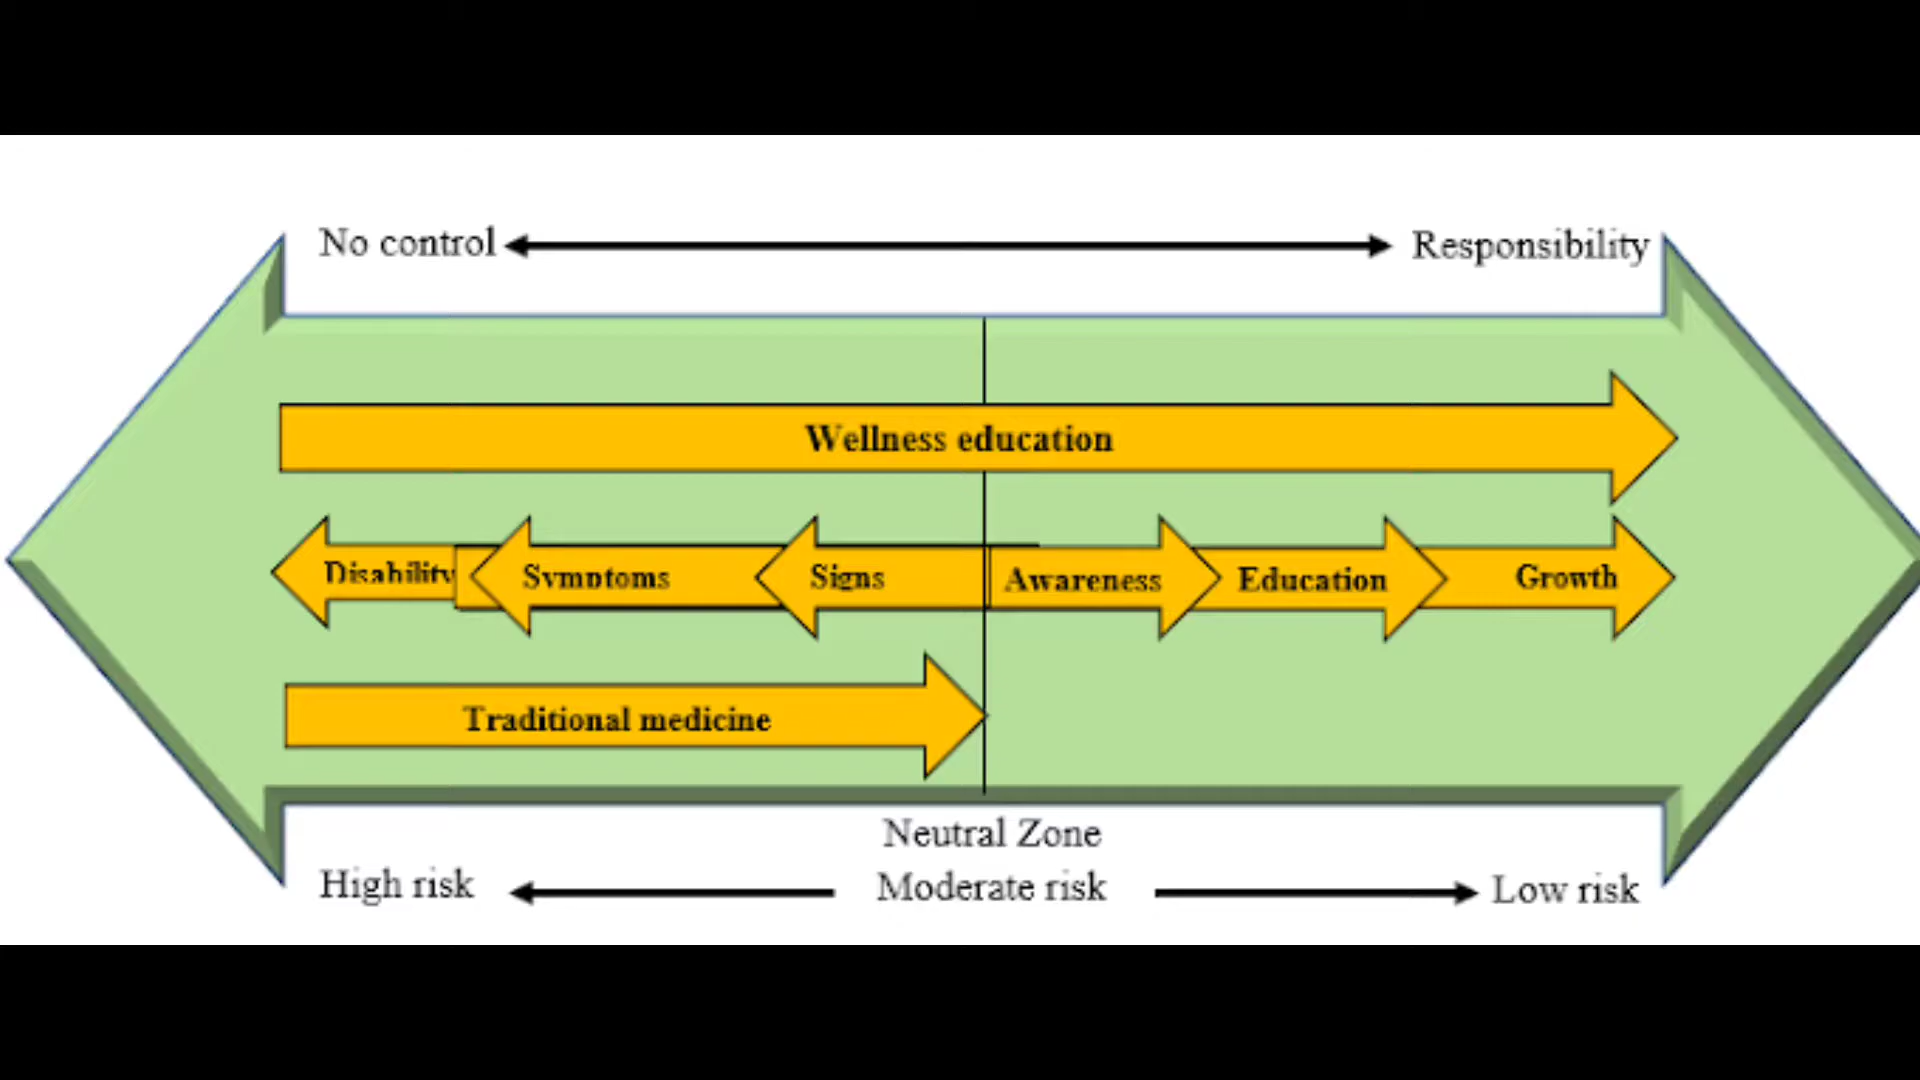 No control
Responsibility
Wellness education
Disability
Symptoms
Signs
Awareness
Education
Growth
Traditional medicine
Neutral Zone
High risk
Moderate risk
Low risk